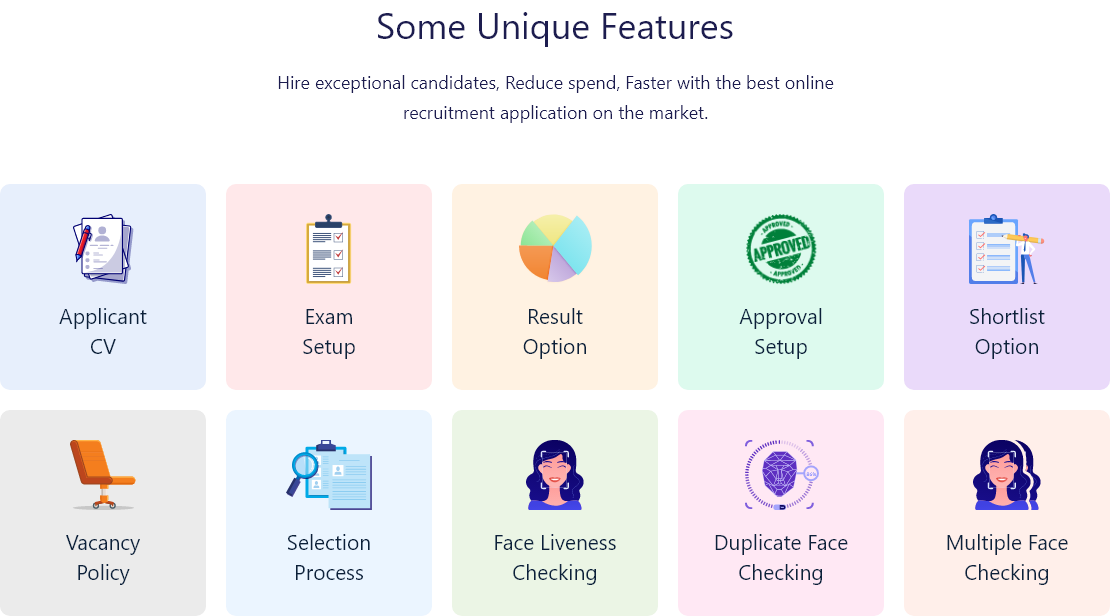 Some Unique Features
Hire exceptional candidates, Reduce spend, Faster with the best online
recruitment application on the market.
Applicant
CV
Exam
Setup
Result
Option
APPROVED
APPROVED
APPROVED
Approval
Setup
Shortlist
Option
Vacancy
Policy
Selection
Process
Face Liveness
Checking
Duplicate Face
Checking
Multiple Face
Checking